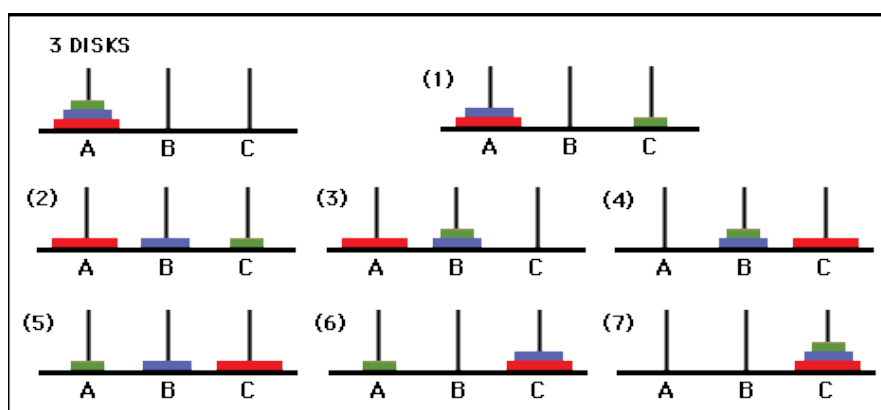 3 DISKS
A B C
(1)
A B C
(2)
A B C
(3)
A B C
(4)
A B C
(5)
A B C
(6)
A B C
(7)
A B C